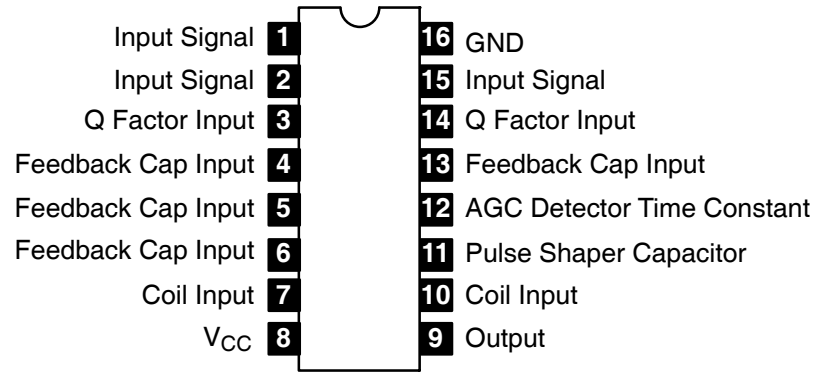 Input Signal 1 16 GND
Input Signal 2 15 Input Signal
Q Factor Input 3 14 Q Factor Input
Feedback Cap Input 4 13 Feedback Cap Input
Feedback Cap Input 5 12 AGC Detector Time Constant
Feedback Cap Input 6 11 Pulse Shaper Capacitor
Coil Input 7 10 Coil Input
VCC 8 9 Output